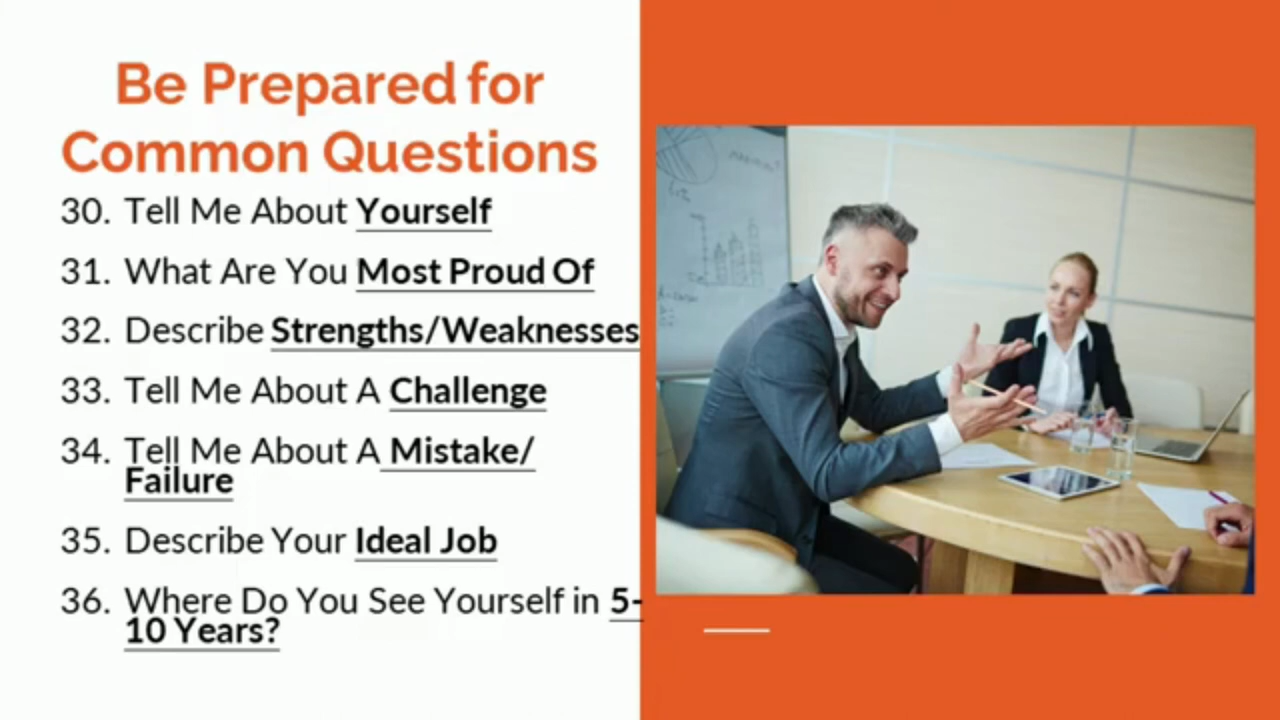 Be Prepared for
Common Questions
30. Tell Me About Yourself
31. What Are You Most Proud Of
32. Describe Strengths/Weaknesses
33. Tell Me About A Challenge
34. Tell Me About A Mistake/
Failure
35. Describe Your Ideal Job
36. Where Do You See Yourself in 5-
10 Years?